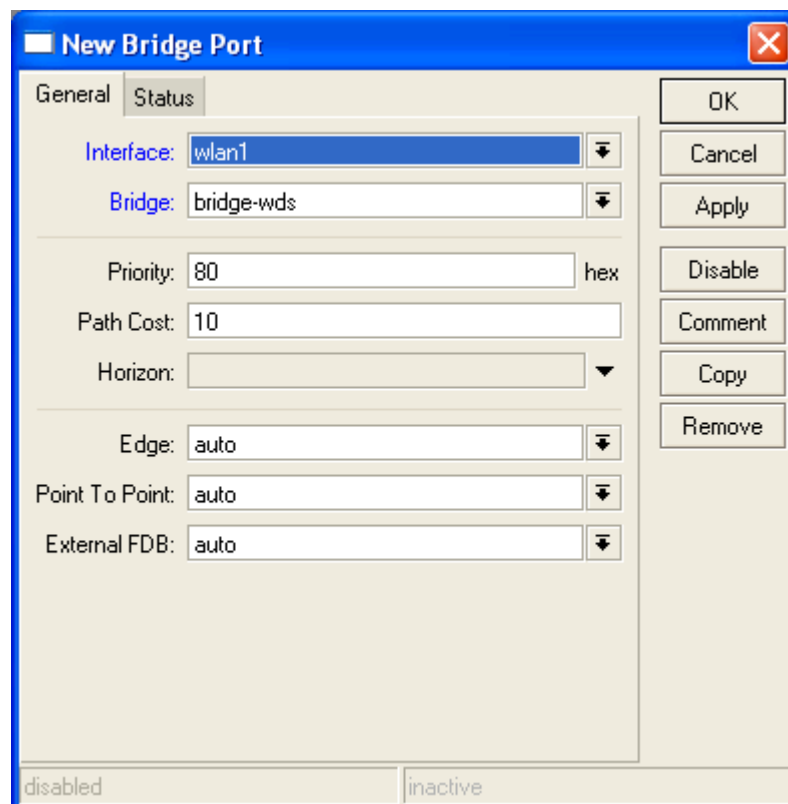 New Bridge Port
General Status
OK
Interface: wlan1
Cancel
Bridge: bridge-wds
Apply
Priority: 80 hex
Disable
Path Cost: 10
Comment
Horizon:
Copy
Remove
Edge: auto
Point To Point: auto
External FDB: auto
disabled inactive